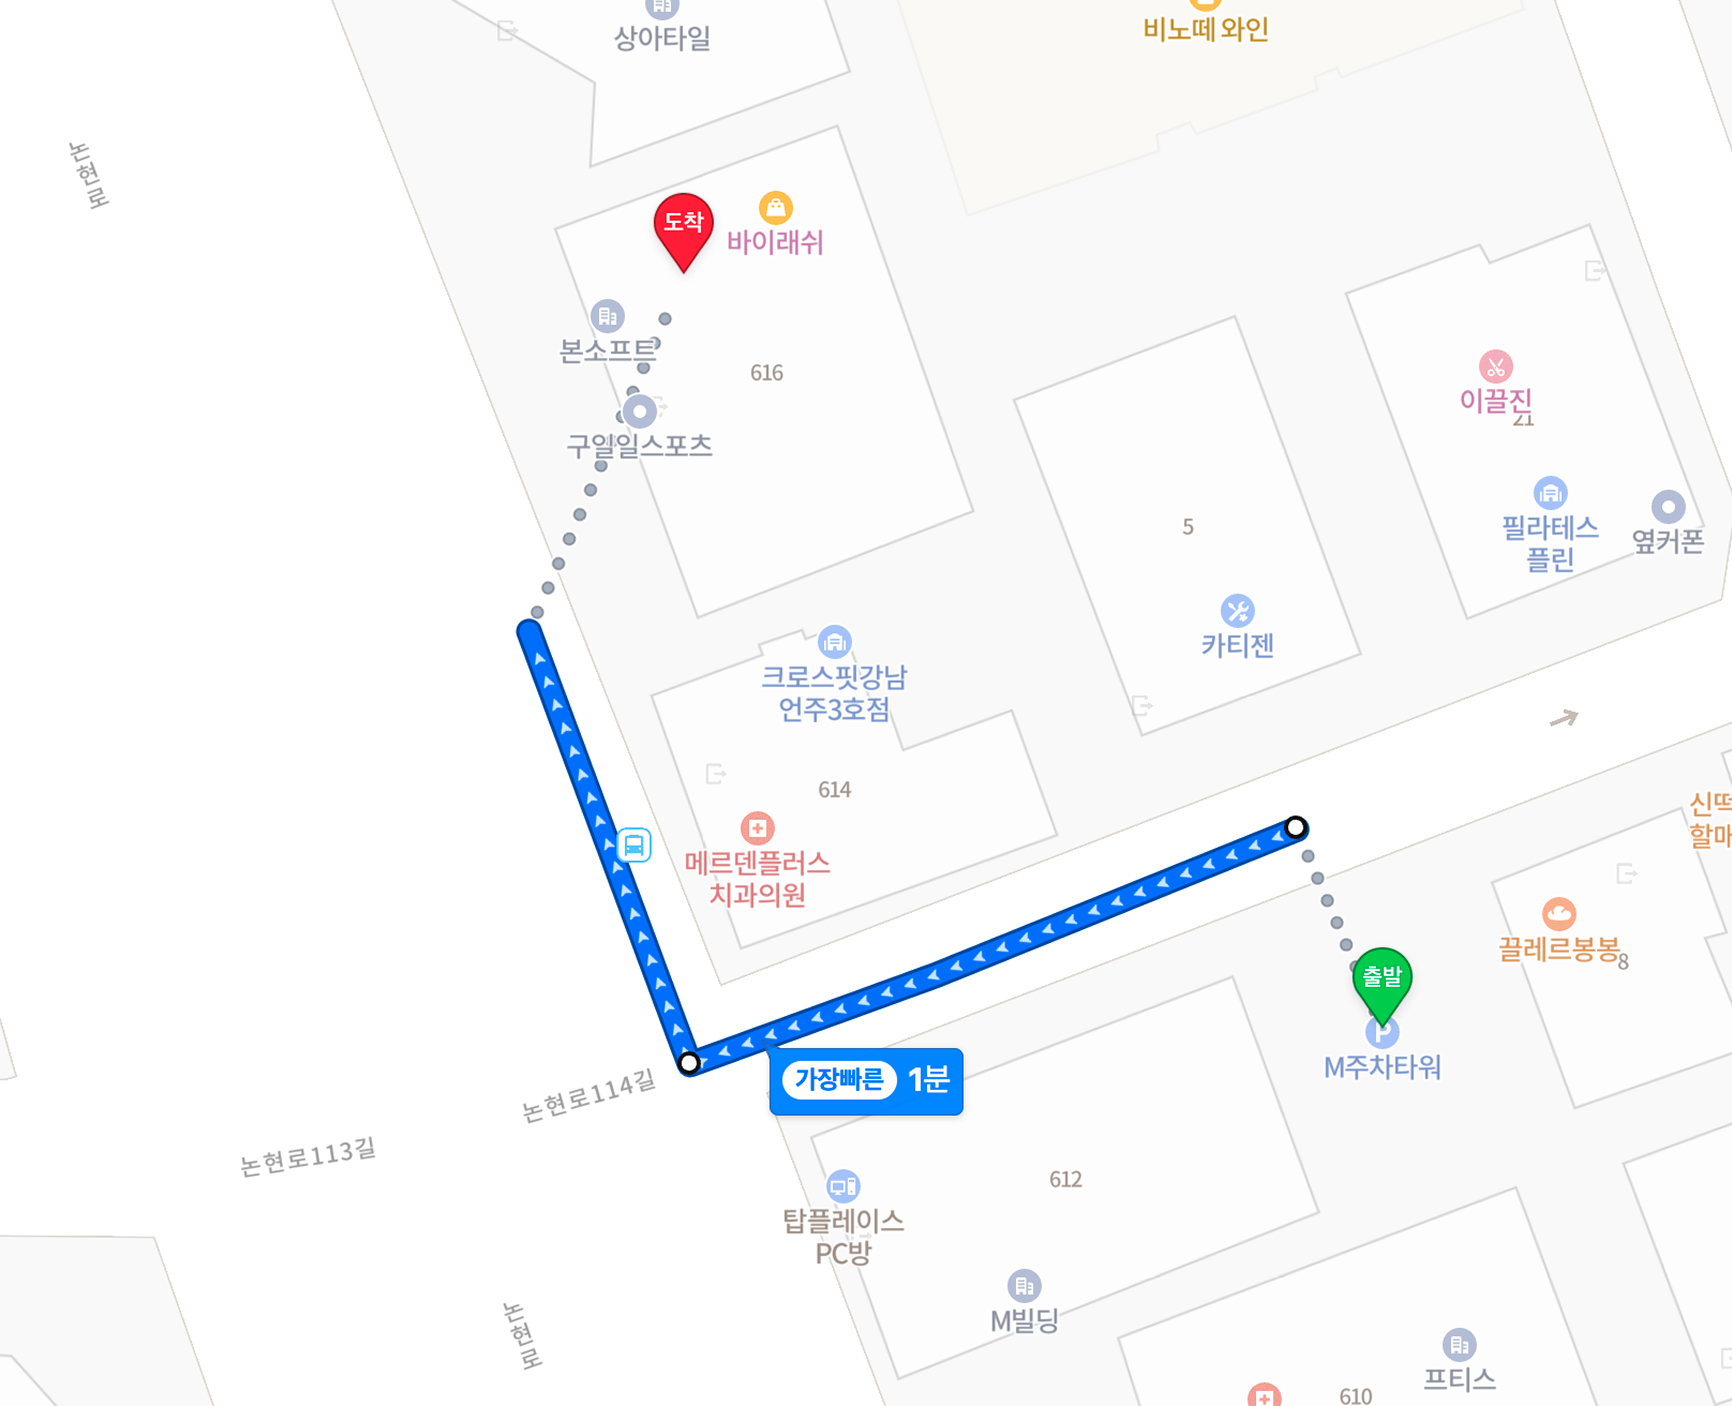 상아타일
비노떼 와인
논현로
도착
바이래쉬
본소프트
616
구일일스포츠
이끌진
21
5
필라테스
플린
옆커폰
카티젠
크로스핏강남
언주3호점
614
메르덴플러스
치과의원
신떡
할마
끌레르봉봉
8
출발
P
M주차타워
가장빠른 1분
논현로114길
논현로113길
612
탑플레이스
PC방
M빌딩
논현로
프티스
610